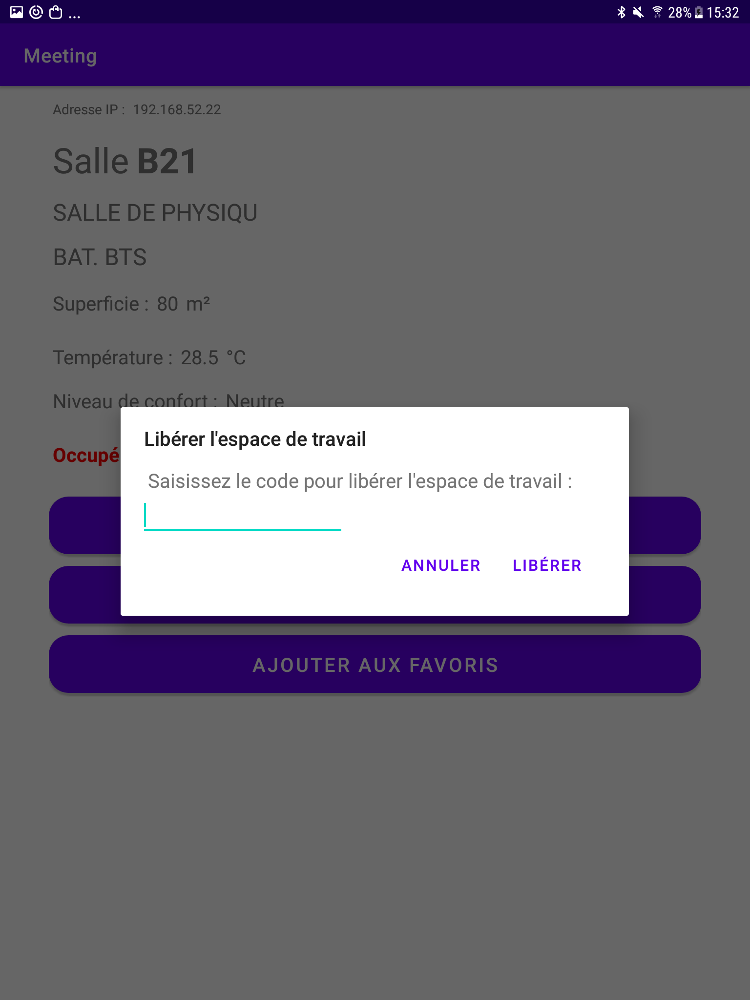 ... 28% 15:32
Meeting
Adresse IP : 192.168.52.22
Salle B21
SALLE DE PHYSIQU
BAT. BTS
Superficie : 80 m²
Température : 28.5 °C
Niveau de confort : Neutre
Occupé
Libérer l'espace de travail
Saisissez le code pour libérer l'espace de travail :
ANNULER LIBÉRER
AJOUTER AUX FAVORIS